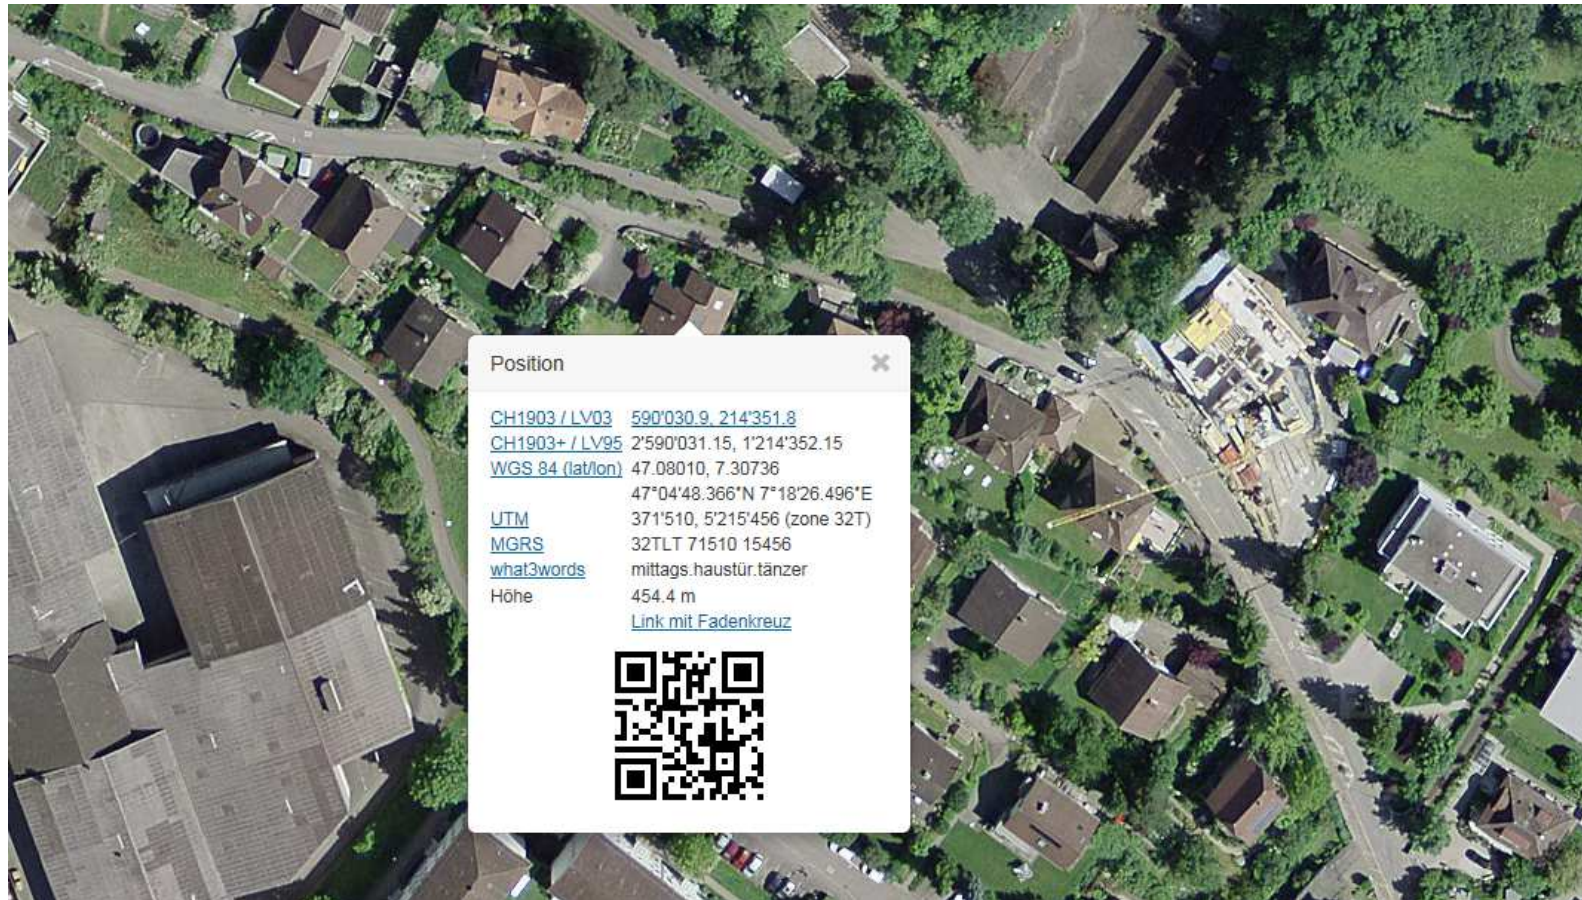 Position ✖
CH1903 / LV03 590'030.9, 214'351.8
CH1903+ / LV95 2'590'031.15, 1'214'352.15
WGS 84 (lat/lon) 47.08010, 7.30736
47°04'48.366"N 7°18'26.496"E
UTM 371'510, 5'215'456 (zone 32T)
MGRS 32TLT 71510 15456
what3words mittags.haustür.tänzer
Höhe 454.4 m
Link mit Fadenkreuz